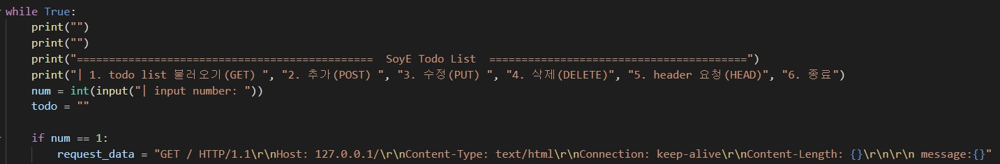 while True:
    print("")
    print("")
    print("============================================== SoyE Todo List ========================================")
    print("| 1. todo list 불러오기(GET) ", "2. 추가(POST) ", "3. 수정(PUT) ", "4. 삭제(DELETE)", "5. header 요청(HEAD)", "6. 종료")
    num = int(input("| input number: "))
    todo = ""
    if num == 1:
        request_data = "GET / HTTP/1.1\r\nHost: 127.0.0.1/\r\nContent-Type: text/html\r\nConnection: keep-alive\r\nContent-Length: {}\r\n\r\n message:{}"